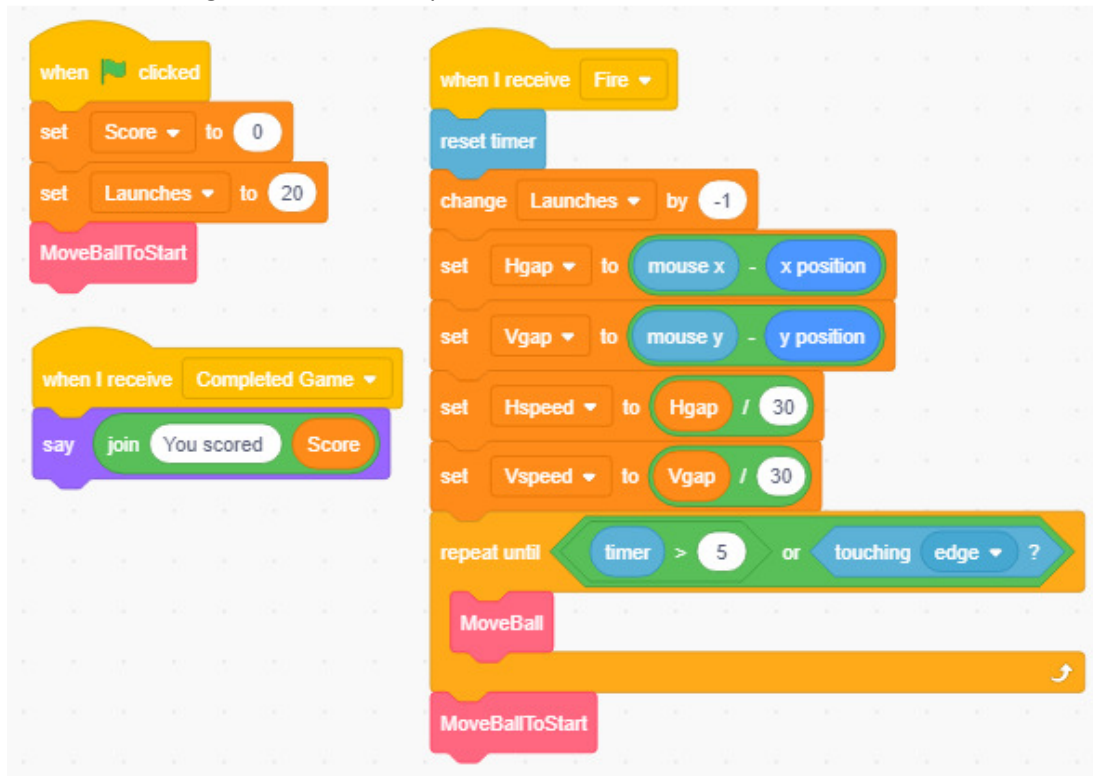 when clicked
set Score to 0
set Launches to 20
MoveBallToStart
when I receive Completed Game
say join You scored Score
when I receive Fire
reset timer
change Launches by -1
set Hgap to mouse x - x position
set Vgap to mouse y - y position
set Hspeed to Hgap / 30
set Vspeed to Vgap / 30
repeat until timer > 5 or touching edge ?
MoveBall
MoveBallToStart